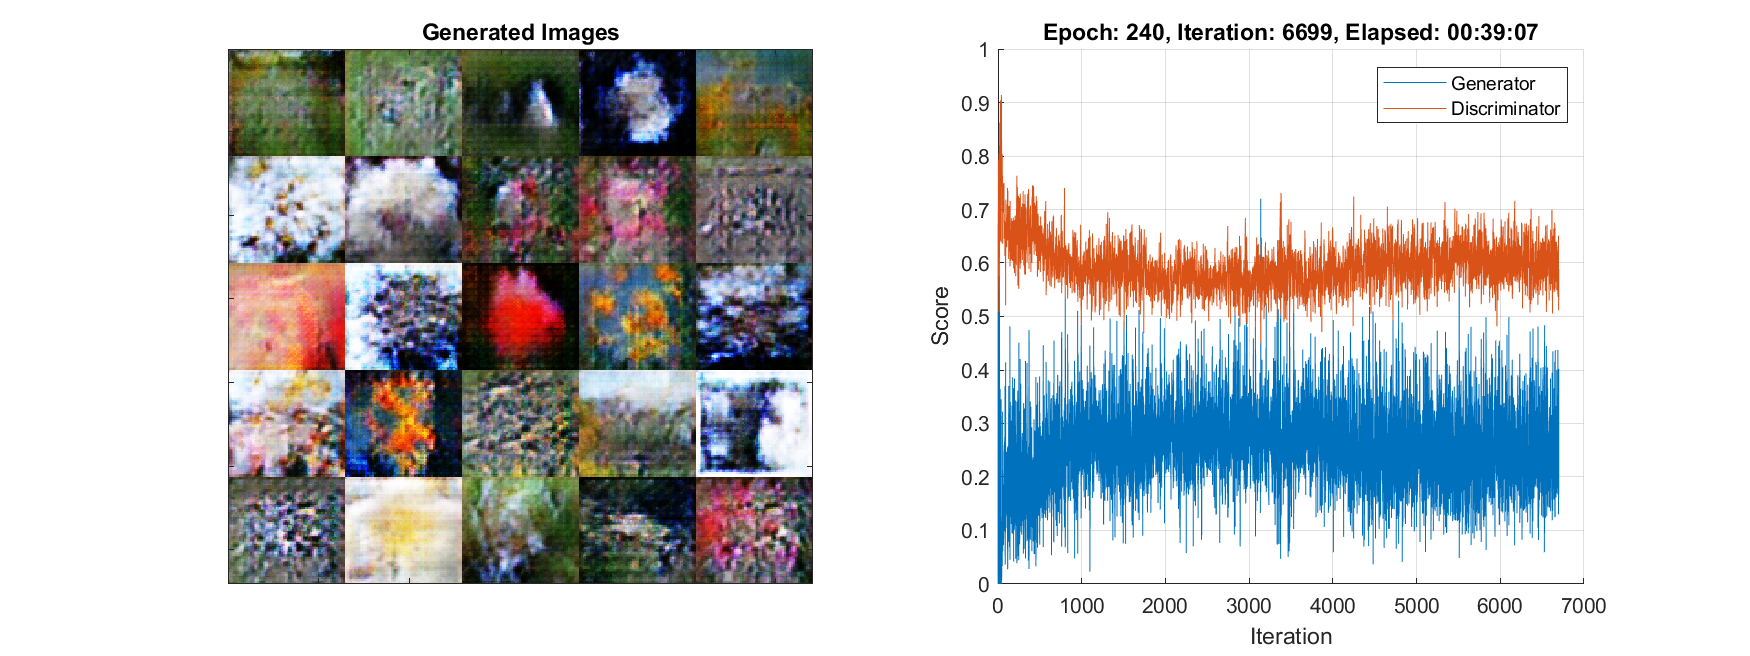 Generated Images
Epoch: 240, Iteration: 6699, Elapsed: 00:39:07
Generator
Discriminator
1
0.9
0.8
0.7
0.6
0.5
0.4
0.3
0.2
0.1
0
Score
0 1000 2000 3000 4000 5000 6000 7000
Iteration